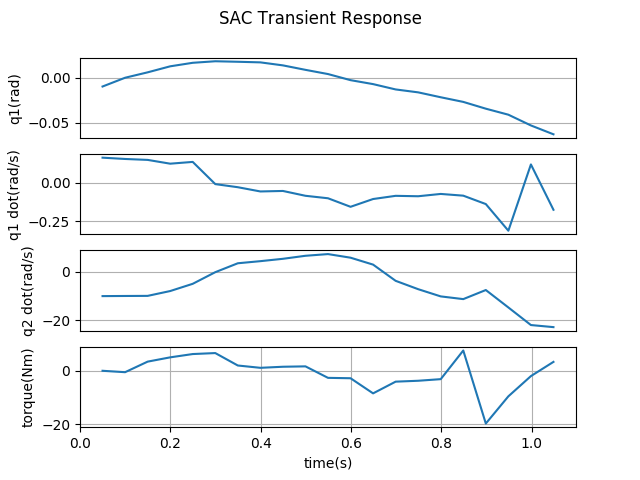 SAC Transient Response
q1(rad)
0.00
−0.05
q1 dot(rad/s)
0.00
−0.25
q2 dot(rad/s)
0
−20
torque(Nm)
0
−20
0.0 0.2 0.4 0.6 0.8 1.0
time(s)